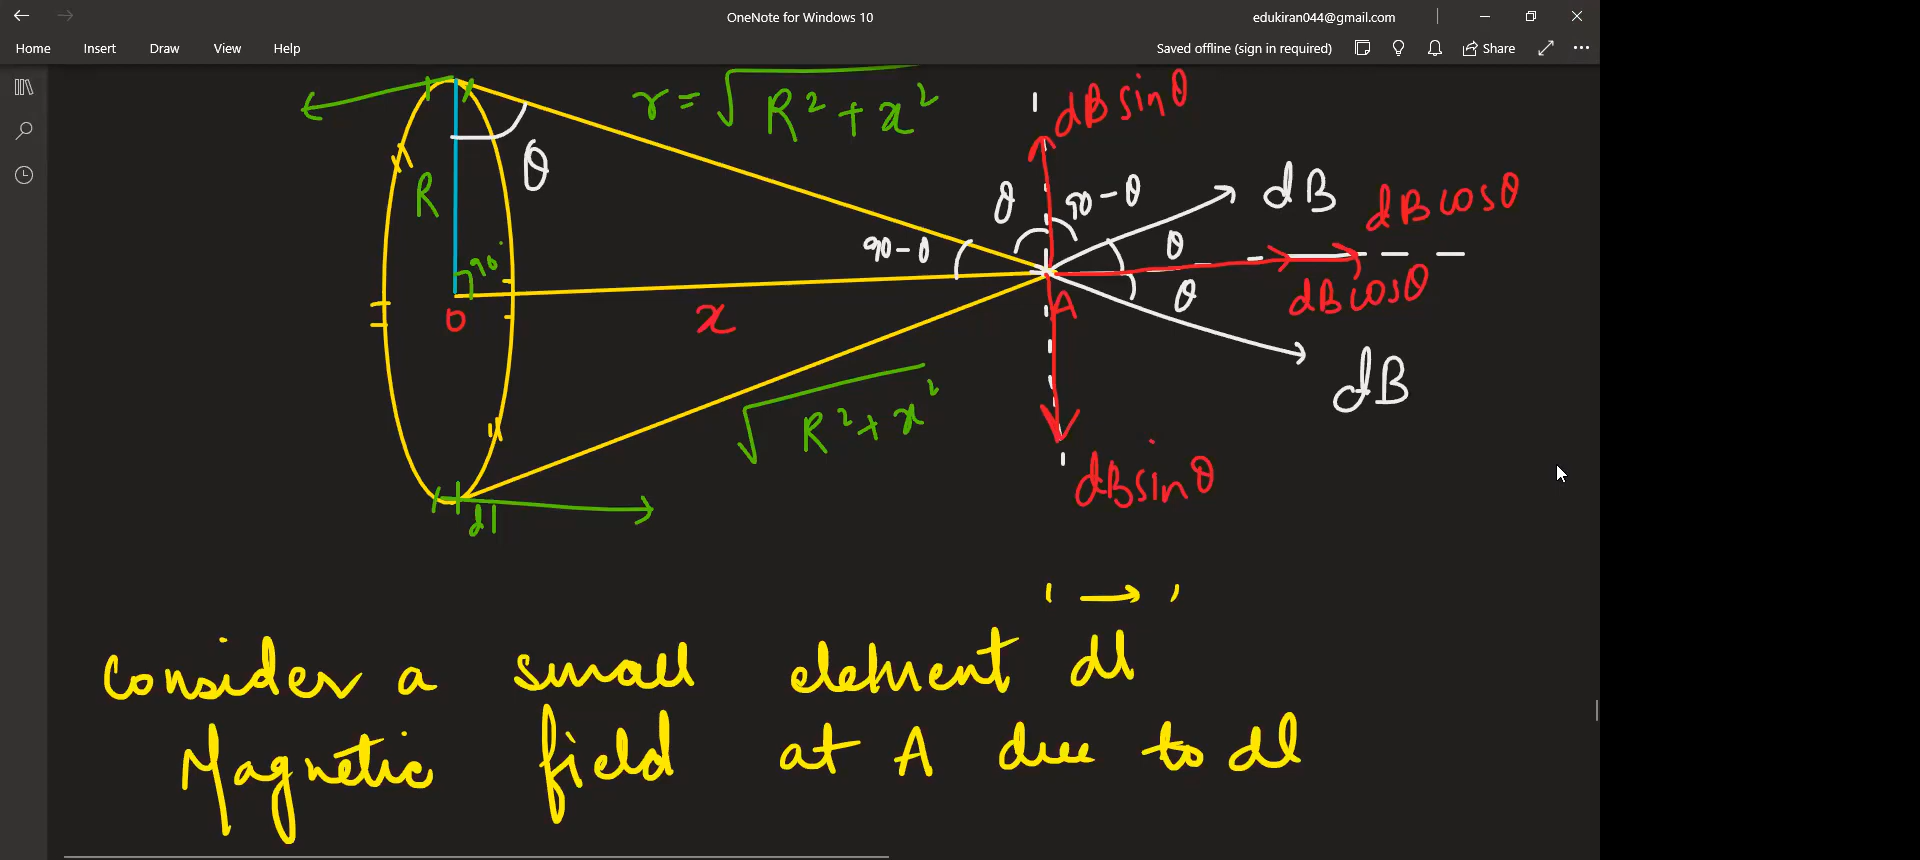 OneNote for Windows 10
edukiran044@gmail.com
Home Insert Draw View Help
Saved offline (sign in required)
Share
r = √R² + x²
dB sinθ
θ
R
θ
90 - θ
dB
dB cosθ
90 - θ
θ
90°
O
x
A
θ
dB cosθ
dB
√R² + x²
dB sinθ
dl
consider a small element dl
Magnetic field at A due to dl